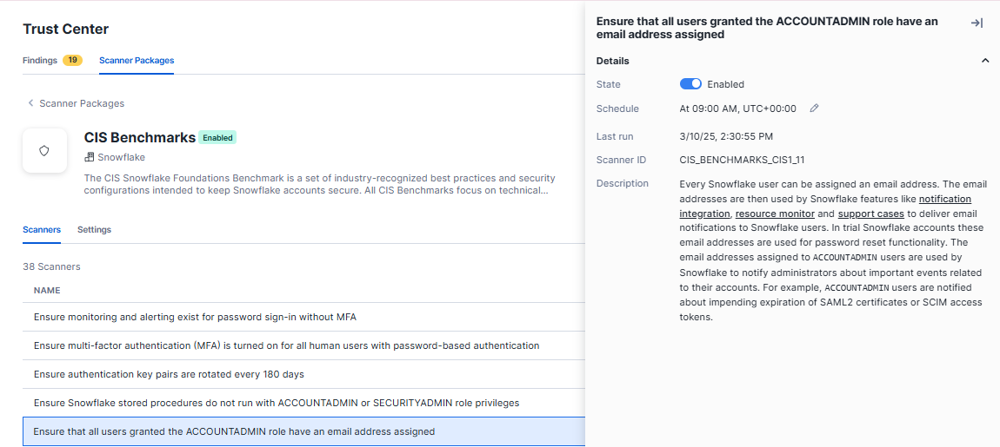 Trust Center
Findings 19 Scanner Packages
Scanner Packages
CIS Benchmarks Enabled
Snowflake
The CIS Snowflake Foundations Benchmark is a set of industry-recognized best practices and security
configurations intended to keep Snowflake accounts secure. All CIS Benchmarks focus on technical...
Scanners Settings
38 Scanners
NAME
Ensure monitoring and alerting exist for password sign-in without MFA
Ensure multi-factor authentication (MFA) is turned on for all human users with password-based authentication
Ensure authentication key pairs are rotated every 180 days
Ensure Snowflake stored procedures do not run with ACCOUNTADMIN or SECURITYADMIN role privileges
Ensure that all users granted the ACCOUNTADMIN role have an email address assigned
Ensure that all users granted the ACCOUNTADMIN role have an
email address assigned
Details
State Enabled
Schedule At 09:00 AM, UTC+00:00
Last run 3/10/25, 2:30:55 PM
Scanner ID CIS_BENCHMARKS_CIS1_11
Description Every Snowflake user can be assigned an email address. The email
addresses are then used by Snowflake features like notification
integration, resource monitor and support cases to deliver email
notifications to Snowflake users. In trial Snowflake accounts these
email addresses are used for password reset functionality. The
email addresses assigned to ACCOUNTADMIN users are used by
Snowflake to notify administrators about important events related
to their accounts. For example, ACCOUNTADMIN users are notified
about impending expiration of SAML2 certificates or SCIM access
tokens.